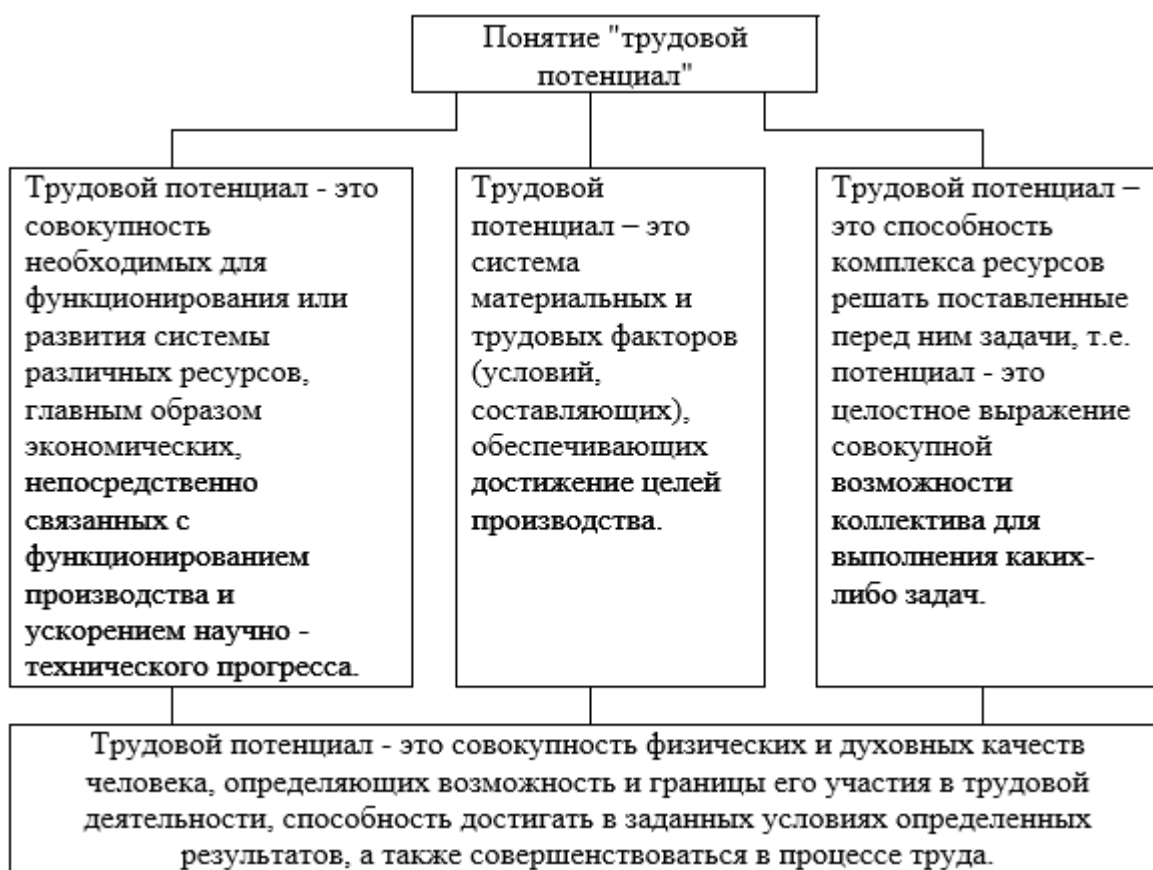 Понятие "трудовой
потенциал"
Трудовой потенциал - это
совокупность
необходимых для
функционирования или
развития системы
различных ресурсов,
главным образом
экономических,
непосредственно
связанных с
функционированием
производства и
ускорением научно -
технического прогресса.
Трудовой
потенциал – это
система
материальных и
трудовых факторов
(условий,
составляющих),
обеспечивающих
достижение целей
производства.
Трудовой потенциал –
это способность
комплекса ресурсов
решать поставленные
перед ним задачи, т.е.
потенциал - это
целостное выражение
совокупной
возможности
коллектива для
выполнения каких-
либо задач.
Трудовой потенциал - это совокупность физических и духовных качеств
человека, определяющих возможность и границы его участия в трудовой
деятельности, способность достигать в заданных условиях определенных
результатов, а также совершенствоваться в процессе труда.